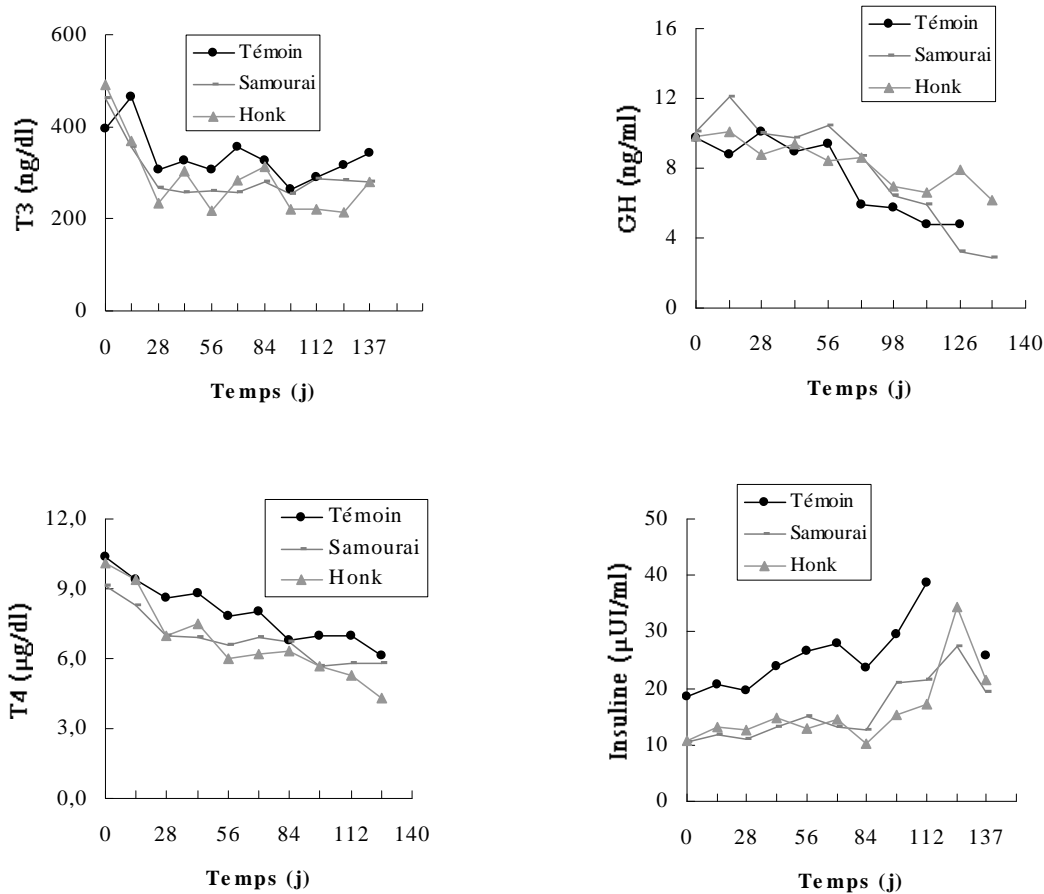 T3 (ng/dl)
600
400
200
0
Témoin
Samourai
Honk
0 28 56 84 112 137
Temps (j)
GH (ng/ml)
16
12
8
4
0
Témoin
Samourai
Honk
0 28 56 98 126 140
Temps (j)
T4 (µg/dl)
12,0
9,0
6,0
3,0
0,0
Témoin
Samourai
Honk
0 28 56 84 112 140
Temps (j)
Insuline (µUI/ml)
50
40
30
20
10
0
Témoin
Samourai
Honk
0 28 56 84 112 137
Temps (j)